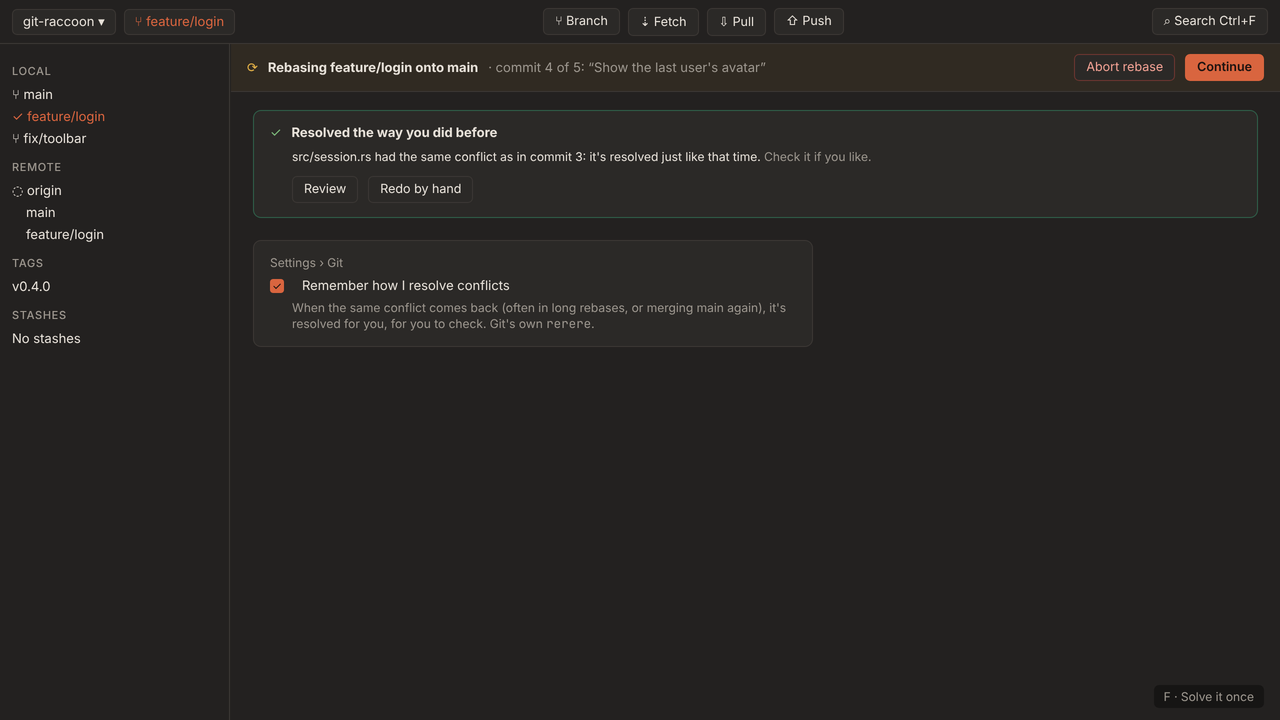 git-raccoon ▾
feature/login
Branch
Fetch
Pull
Push
Search Ctrl+F
LOCAL
main
✓ feature/login
fix/toolbar
REMOTE
origin
main
feature/login
TAGS
v0.4.0
STASHES
No stashes
Rebasing feature/login onto main · commit 4 of 5: “Show the last user's avatar”
Abort rebase
Continue
✓ Resolved the way you did before
src/session.rs had the same conflict as in commit 3: it's resolved just like that time. Check it if you like.
Review
Redo by hand
Settings › Git
Remember how I resolve conflicts
When the same conflict comes back (often in long rebases, or merging main again), it's
resolved for you, for you to check. Git's own rerere.
F · Solve it once